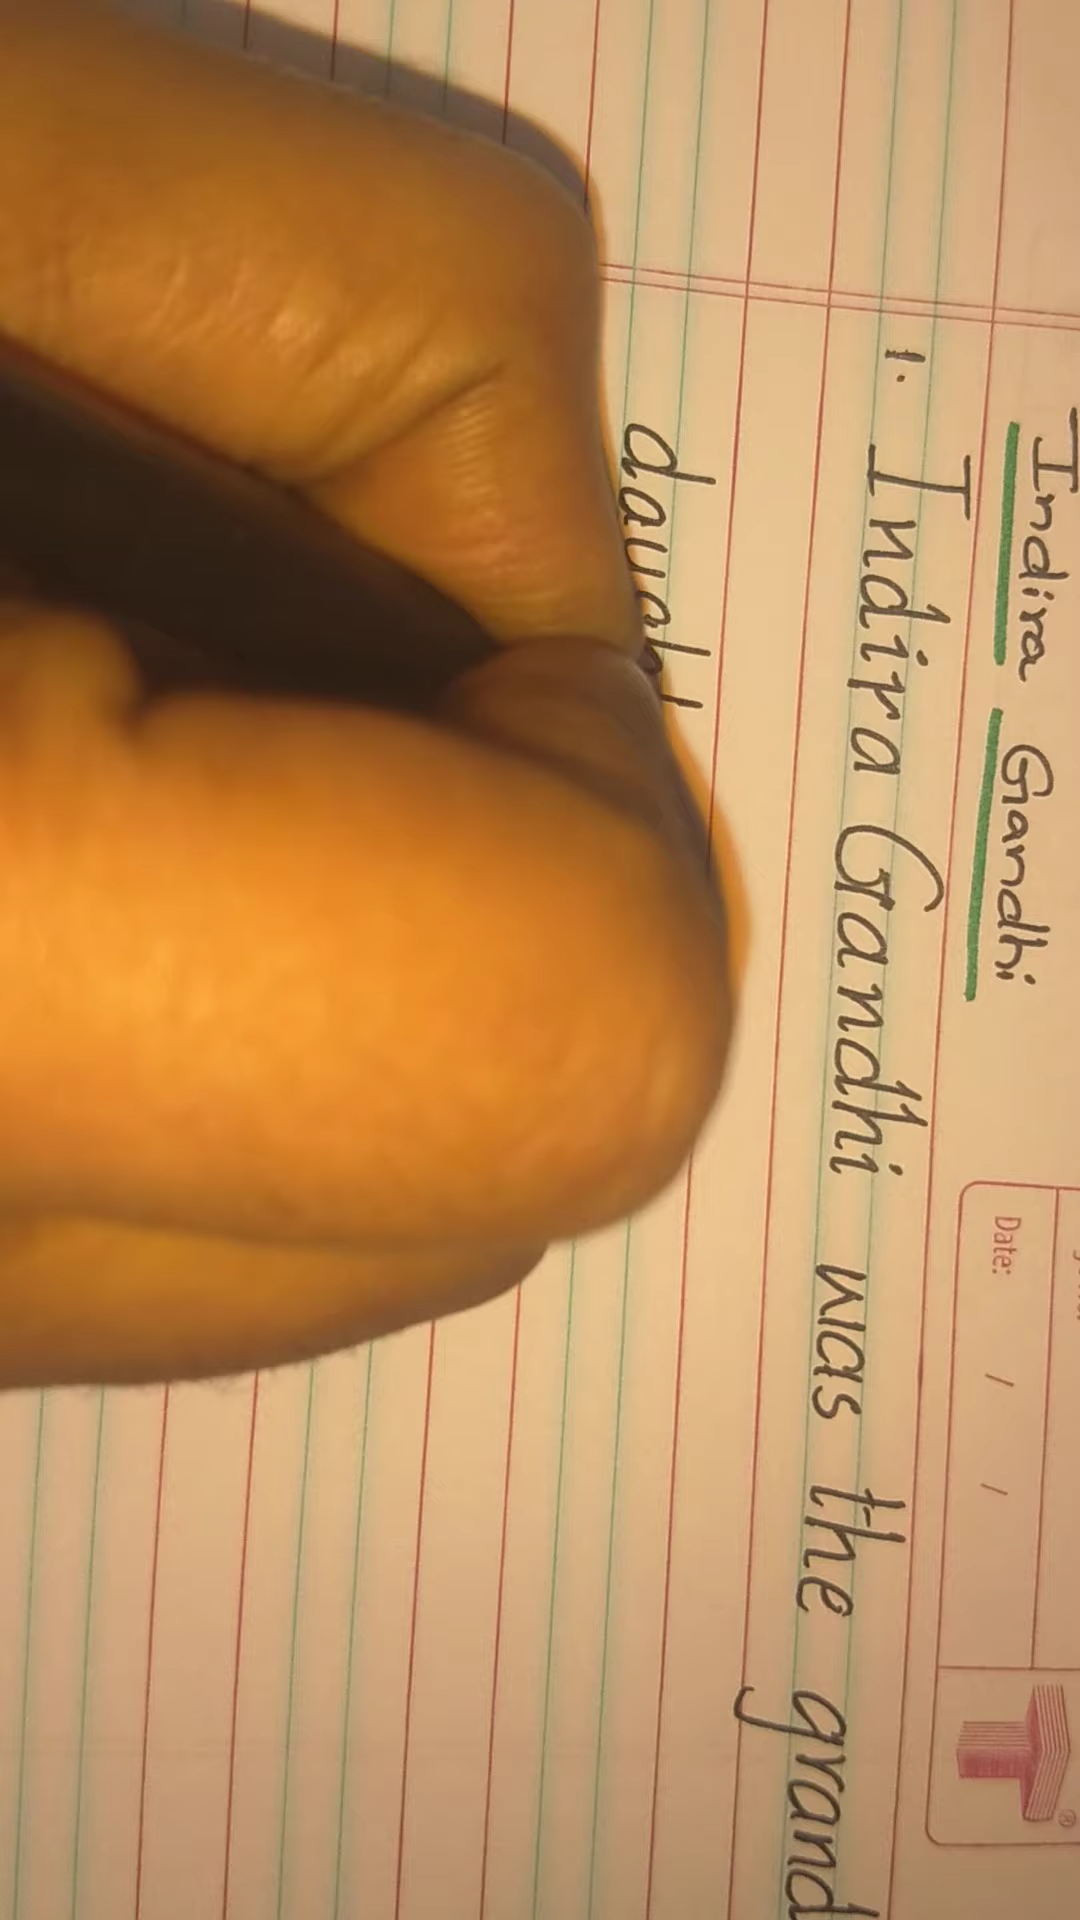 Indira Gandhi
Date: / /
1. Indira Gandhi was the grand